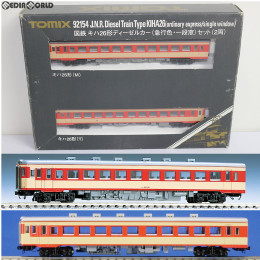 MEDIAWORLD
TOMIX
92154 J.N.R. Diesel Train Type KIHA26 (ordinary express/single window)
国鉄 キハ26形ディーゼルカー(急行色・一段窓)セット(2両)
キハ26形(M)
キハ26形(T)